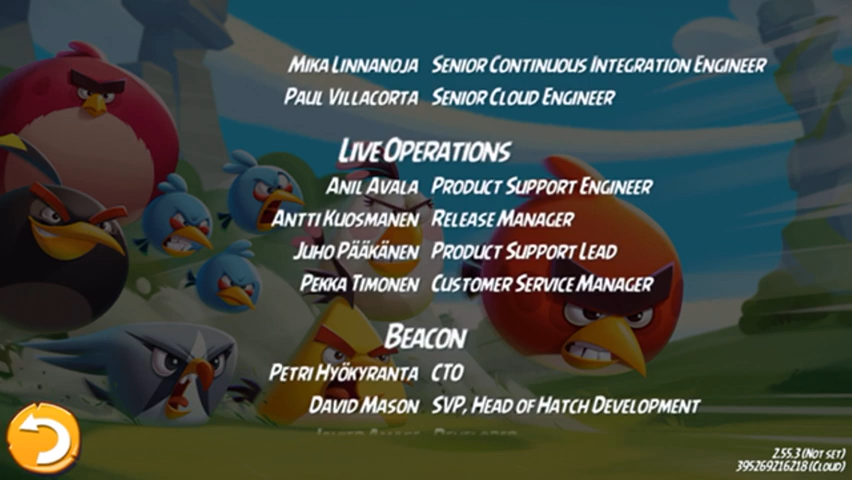 Mika Linnanoja Senior Continuous Integration Engineer
Paul Villacorta Senior Cloud Engineer
Live Operations
Anil Avala Product Support Engineer
Antti Kuosmanen Release Manager
Juho Pääkänen Product Support Lead
Pekka Timonen Customer Service Manager
Beacon
Petri Hyökyranta CTO
David Mason SVP, Head of Hatch Development
Developer
2.55.3 (Not set)
395269216218 (Cloud)